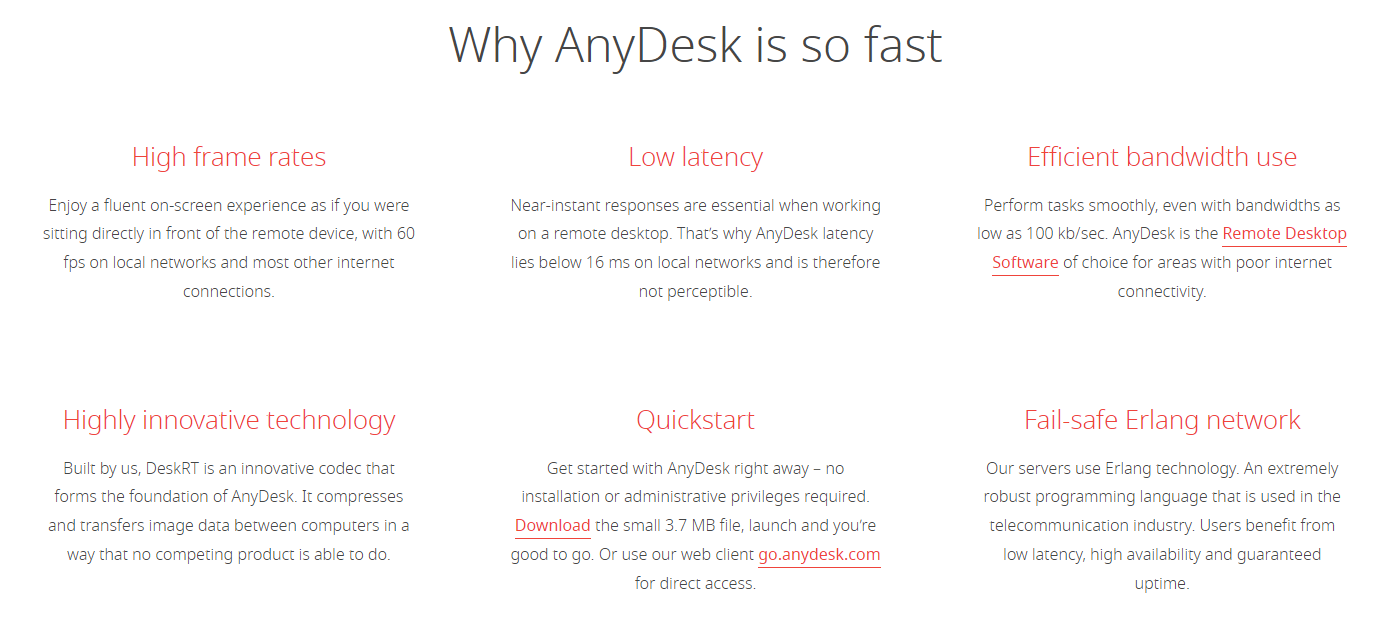 Why AnyDesk is so fast
High frame rates
Enjoy a fluent on-screen experience as if you were
sitting directly in front of the remote device, with 60
fps on local networks and most other internet
connections.
Low latency
Near-instant responses are essential when working
on a remote desktop. That's why AnyDesk latency
lies below 16 ms on local networks and is therefore
not perceptible.
Efficient bandwidth use
Perform tasks smoothly, even with bandwidths as
low as 100 kb/sec. AnyDesk is the Remote Desktop
Software of choice for areas with poor internet
connectivity.
Highly innovative technology
Built by us, DeskRT is an innovative codec that
forms the foundation of AnyDesk. It compresses
and transfers image data between computers in a
way that no competing product is able to do.
Quickstart
Get started with AnyDesk right away – no
installation or administrative privileges required.
Download the small 3.7 MB file, launch and you're
good to go. Or use our web client go.anydesk.com
for direct access.
Fail-safe Erlang network
Our servers use Erlang technology. An extremely
robust programming language that is used in the
telecommunication industry. Users benefit from
low latency, high availability and guaranteed
uptime.